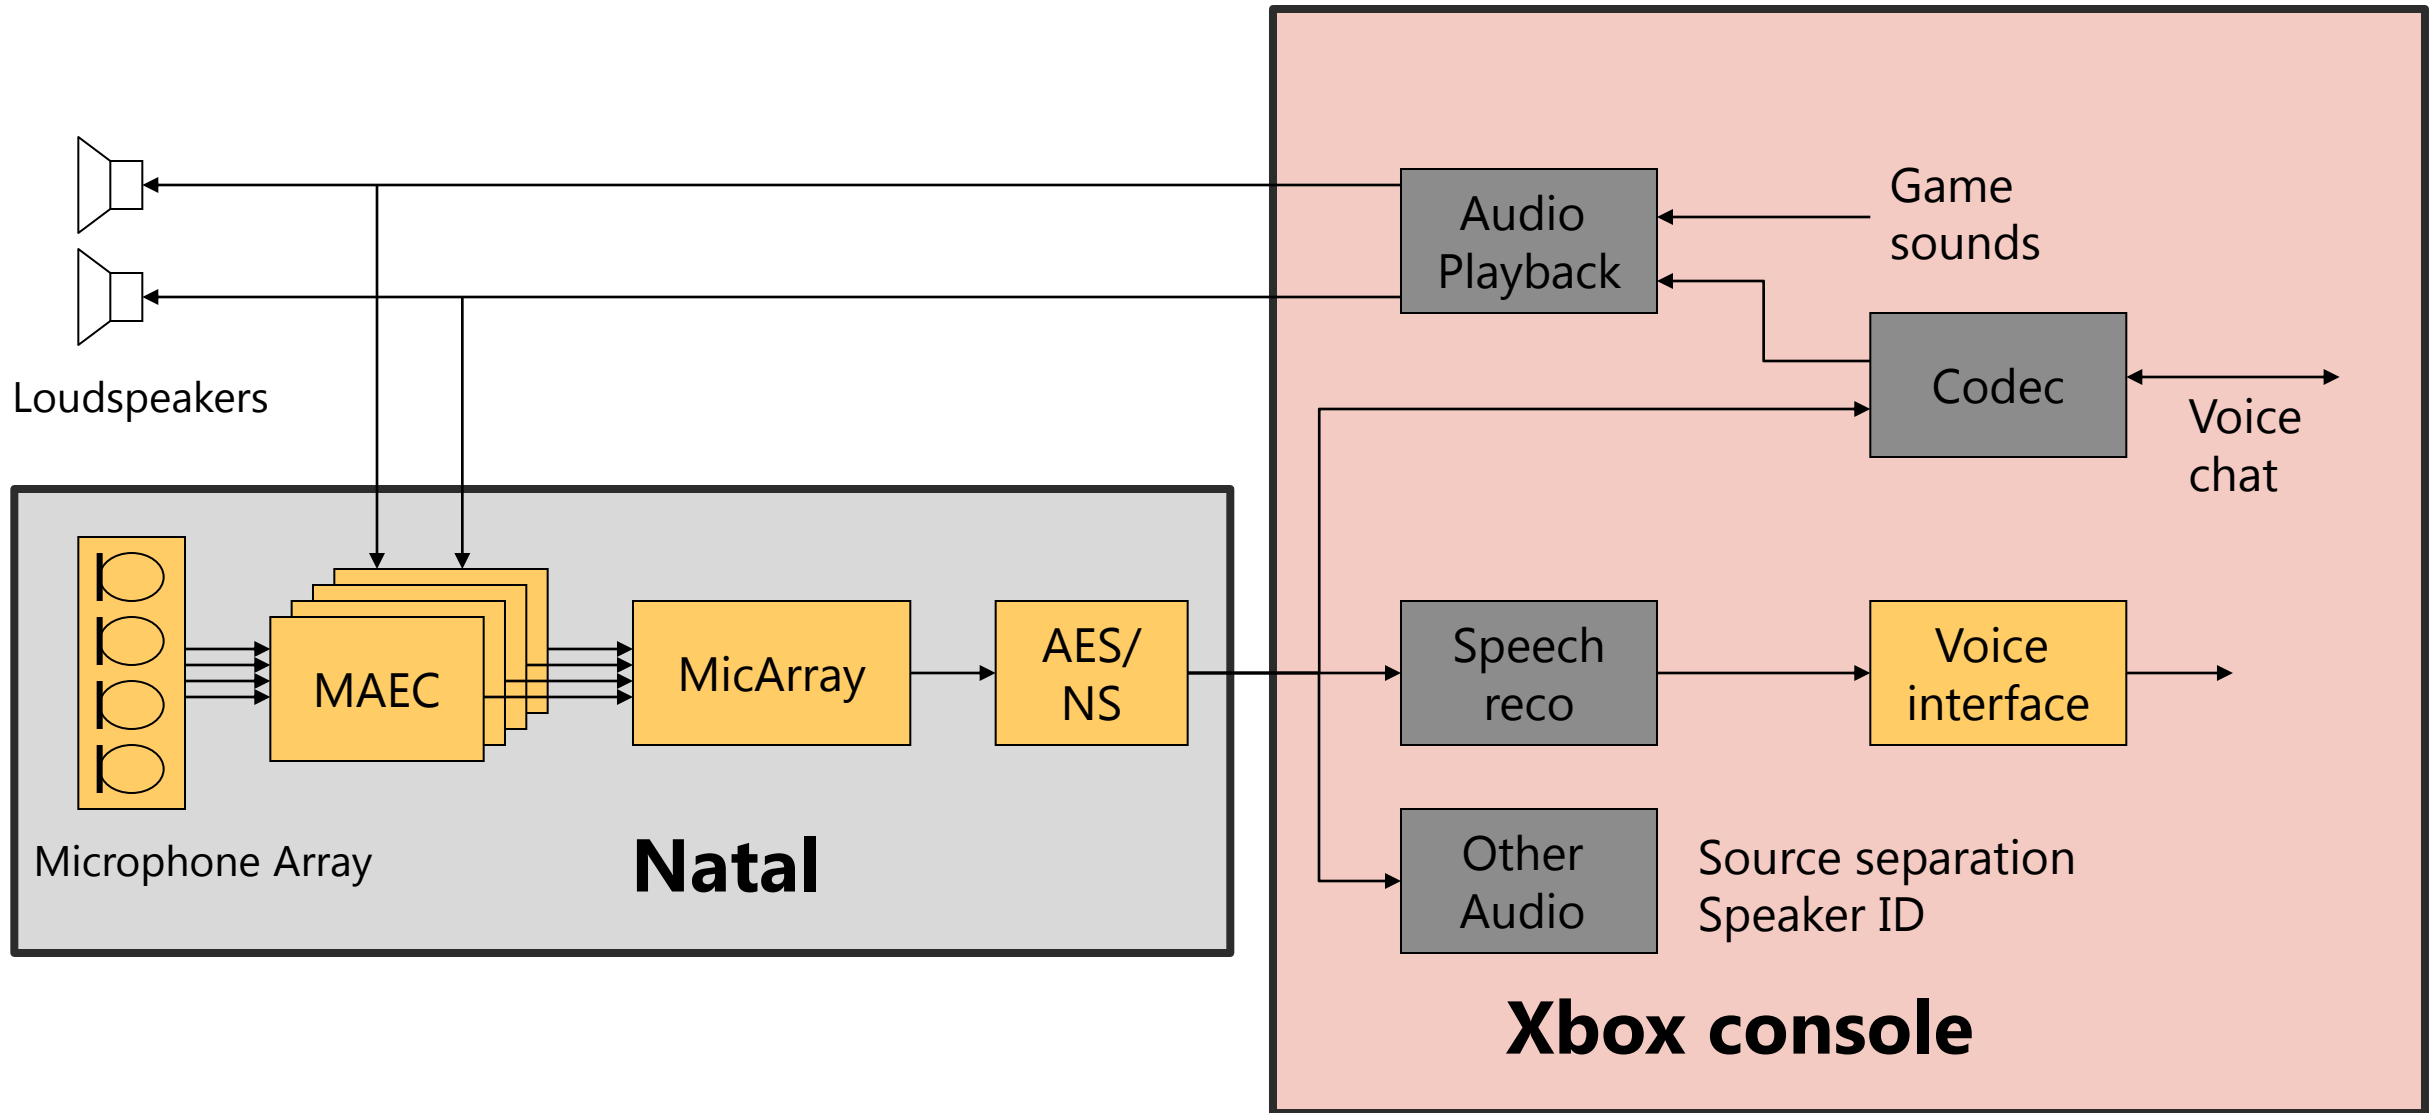 Loudspeakers
Audio
Playback
Game
sounds
Codec
Voice
chat
MAEC
MicArray
AES/
NS
Speech
reco
Voice
interface
Microphone Array
Natal
Other
Audio
Source separation
Speaker ID
Xbox console